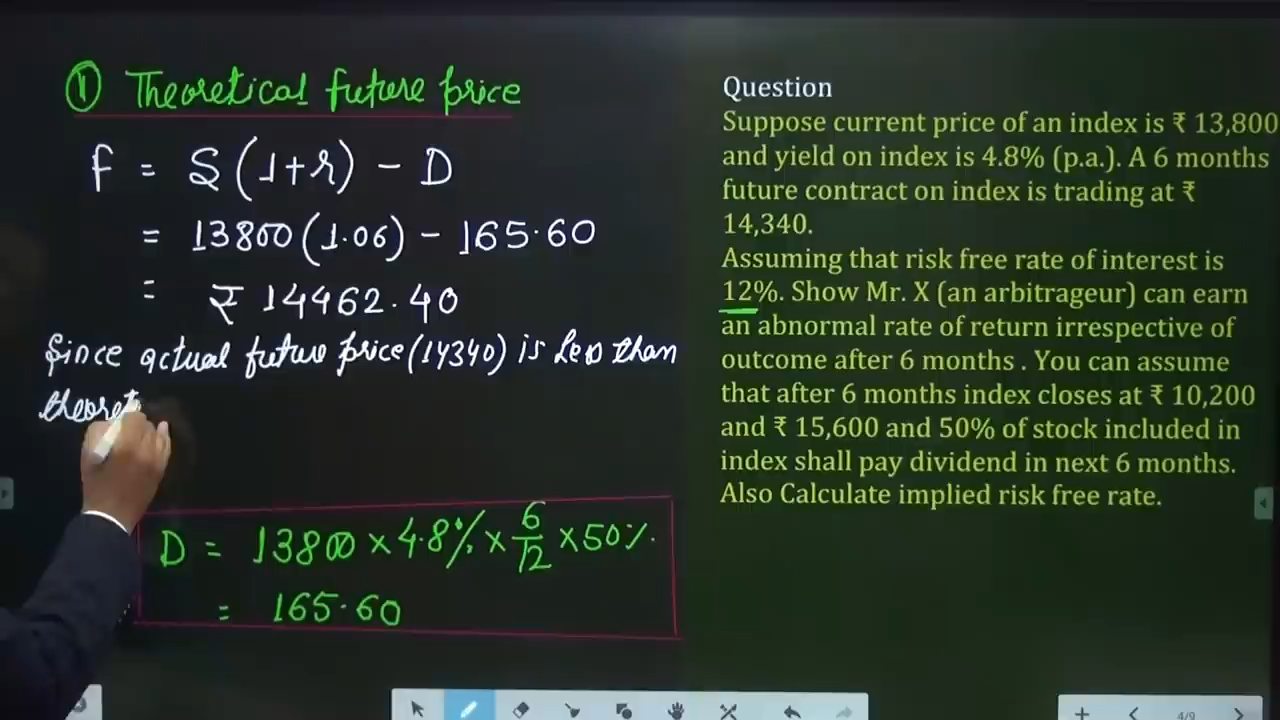 ① Theoretical future price
F = S(1+r) - D
= 13800(1.06) - 165.60
= ₹ 14462.40
Since actual future price (14340) is less than
theoret
D = 13800 × 4.8% × 6/12 × 50%.
= 165.60
Question
Suppose current price of an index is ₹ 13,800
and yield on index is 4.8% (p.a.). A 6 months
future contract on index is trading at ₹
14,340.
Assuming that risk free rate of interest is
12%. Show Mr. X (an arbitrageur) can earn
an abnormal rate of return irrespective of
outcome after 6 months . You can assume
that after 6 months index closes at ₹ 10,200
and ₹ 15,600 and 50% of stock included in
index shall pay dividend in next 6 months.
Also Calculate implied risk free rate.
4/9